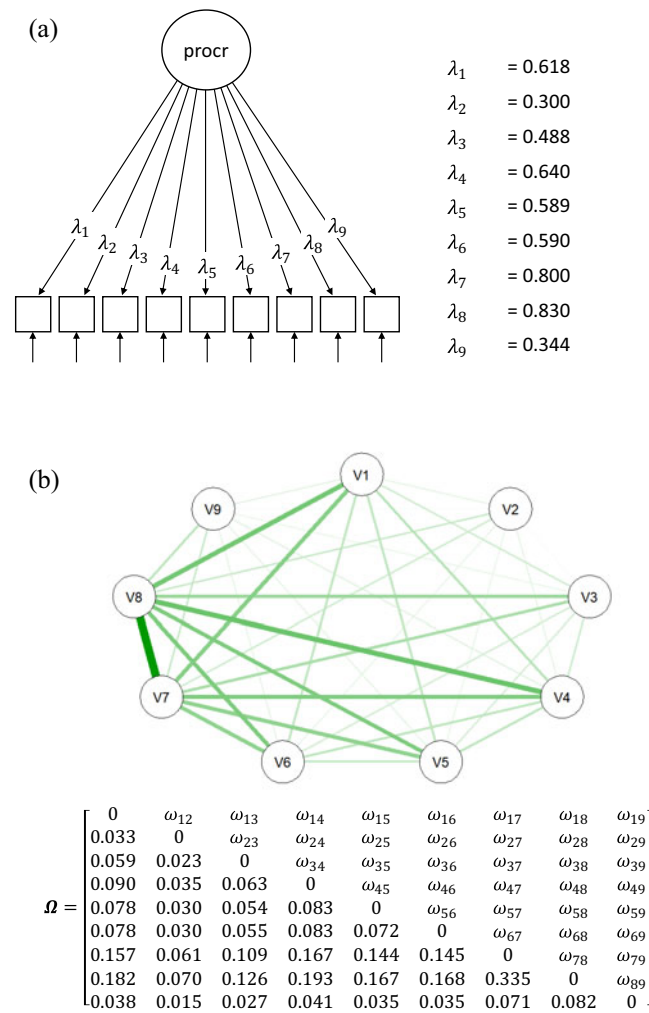 (a)
procr
λ₁ = 0.618
λ₂ = 0.300
λ₃ = 0.488
λ₄ = 0.640
λ₅ = 0.589
λ₆ = 0.590
λ₇ = 0.800
λ₈ = 0.830
λ₉ = 0.344
λ₁ λ₂ λ₃ λ₄ λ₅ λ₆ λ₇ λ₈ λ₉
(b)
V1
V9 V2
V8 V3
V7 V4
V6 V5
0 ω₁₂ ω₁₃ ω₁₄ ω₁₅ ω₁₆ ω₁₇ ω₁₈ ω₁₉
0.033 0 ω₂₃ ω₂₄ ω₂₅ ω₂₆ ω₂₇ ω₂₈ ω₂₉
0.059 0.023 0 ω₃₄ ω₃₅ ω₃₆ ω₃₇ ω₃₈ ω₃₉
0.090 0.035 0.063 0 ω₄₅ ω₄₆ ω₄₇ ω₄₈ ω₄₉
Ω = 0.078 0.030 0.054 0.083 0 ω₅₆ ω₅₇ ω₅₈ ω₅₉
0.078 0.030 0.055 0.083 0.072 0 ω₆₇ ω₆₈ ω₆₉
0.157 0.061 0.109 0.167 0.144 0.145 0 ω₇₈ ω₇₉
0.182 0.070 0.126 0.193 0.167 0.168 0.335 0 ω₈₉
0.038 0.015 0.027 0.041 0.035 0.035 0.071 0.082 0